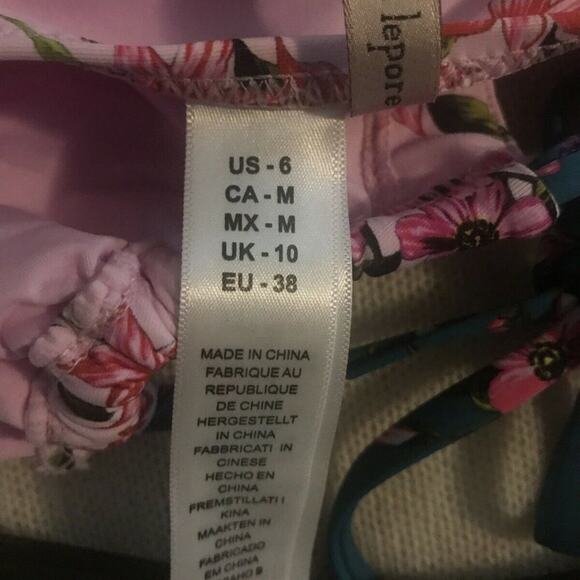 lepore
US - 6
CA - M
MX - M
UK - 10
EU - 38
MADE IN CHINA
FABRIQUE AU
REPUBLIQUE
DE CHINE
HERGESTELLT
IN CHINA
FABBRICATI IN
CINESE
HECHO EN
CHINA
FREMSTILLATI I
KINA
MAAKTEN IN
CHINA
FABRICADO
EM CHINA